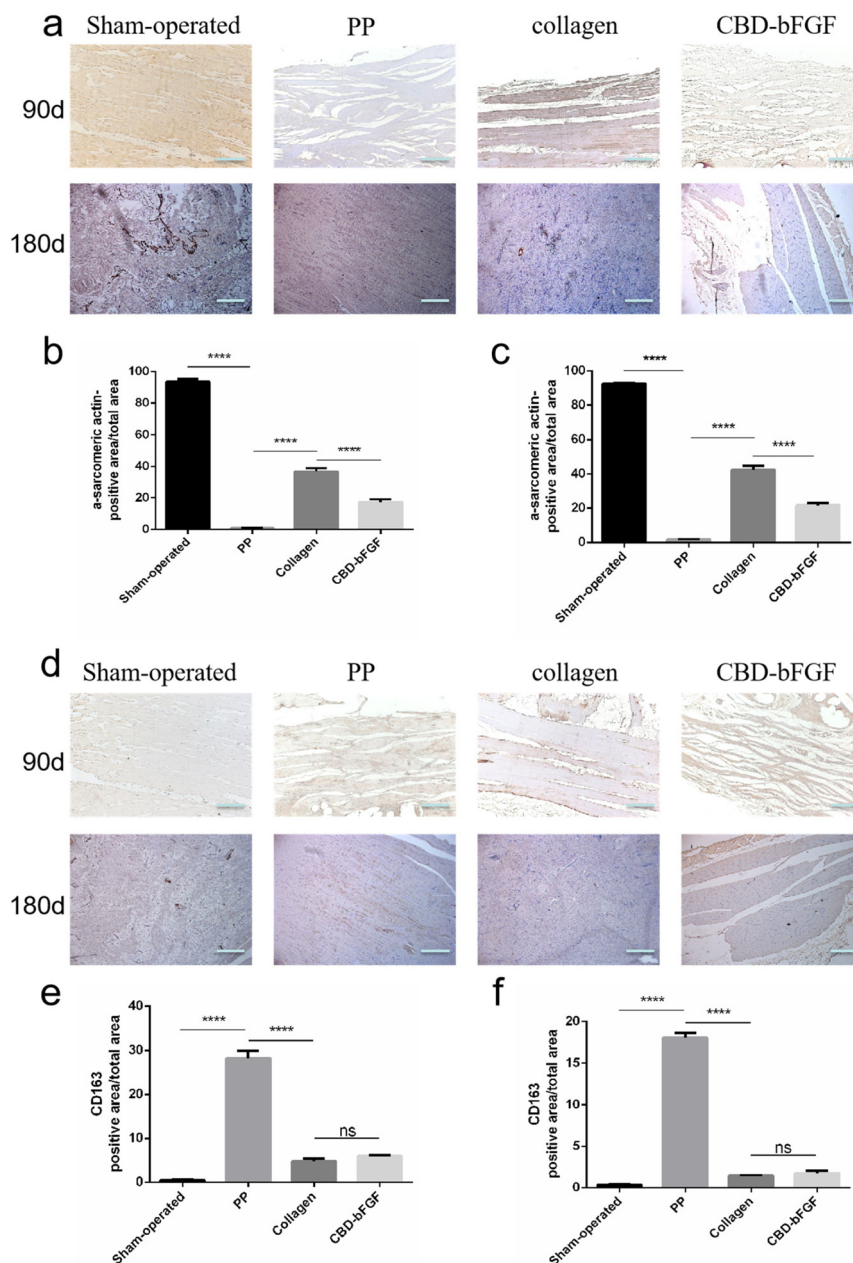 a
Sham-operated PP collagen CBD-bFGF
90d
180d
b
a-sarcomeric actin-
positive area/total area
100
80
60
40
20
0
**** **** ****
Sham-operated PP Collagen CBD-bFGF
c
a-sarcomeric actin-
positive area/total area
100
80
60
40
20
0
**** **** ****
Sham-operated PP Collagen CBD-bFGF
d
Sham-operated PP collagen CBD-bFGF
90d
180d
e
CD163
positive area/total area
40
30
20
10
0
**** **** ns
Sham-operated PP Collagen CBD-bFGF
f
CD163
positive area/total area
20
15
10
5
0
**** **** ns
Sham-operated PP Collagen CBD-bFGF